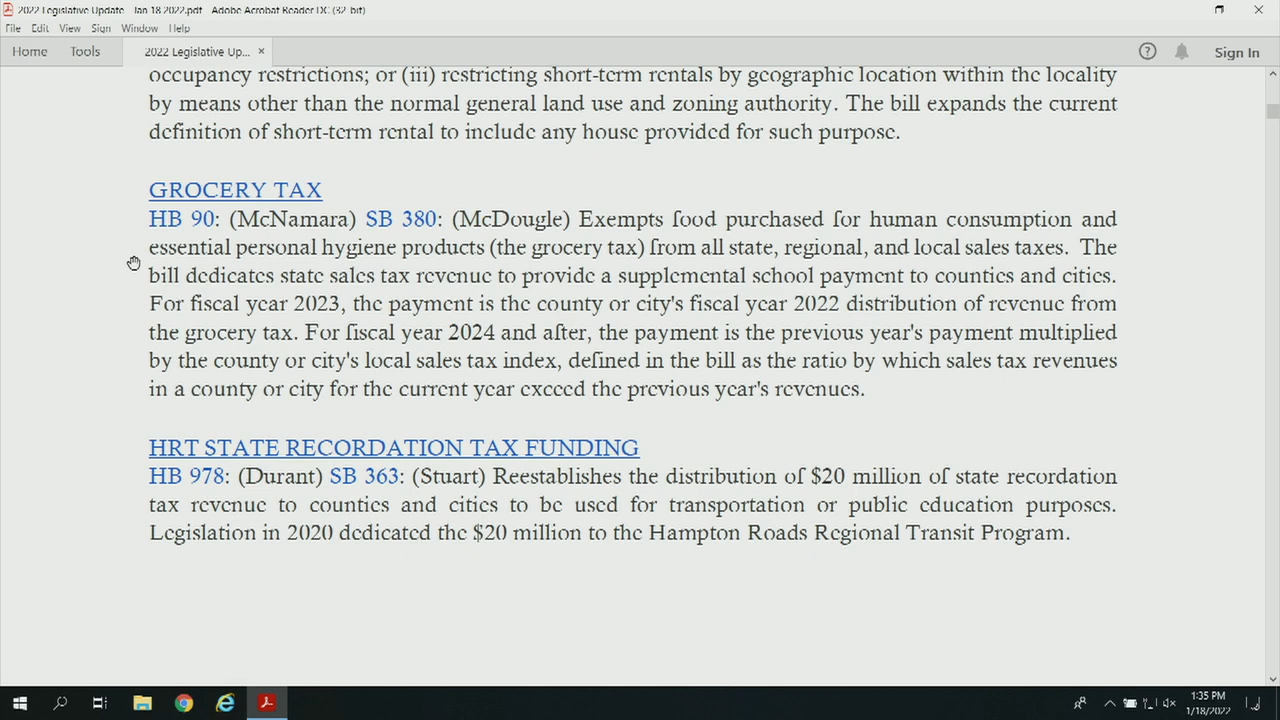 2022 Legislative Update - Jan 18 2022.pdf - Adobe Acrobat Reader DC (32-bit)
File Edit View Sign Window Help
Home Tools 2022 Legislative Up... × Sign In
occupancy restrictions; or (iii) restricting short-term rentals by geographic location within the locality
by means other than the normal general land use and zoning authority. The bill expands the current
definition of short-term rental to include any house provided for such purpose.
GROCERY TAX
HB 90: (McNamara) SB 380: (McDougle) Exempts food purchased for human consumption and
essential personal hygiene products (the grocery tax) from all state, regional, and local sales taxes. The
bill dedicates state sales tax revenue to provide a supplemental school payment to counties and cities.
For fiscal year 2023, the payment is the county or city's fiscal year 2022 distribution of revenue from
the grocery tax. For fiscal year 2024 and after, the payment is the previous year's payment multiplied
by the county or city's local sales tax index, defined in the bill as the ratio by which sales tax revenues
in a county or city for the current year exceed the previous year's revenues.
HRT STATE RECORDATION TAX FUNDING
HB 978: (Durant) SB 363: (Stuart) Reestablishes the distribution of $20 million of state recordation
tax revenue to counties and cities to be used for transportation or public education purposes.
Legislation in 2020 dedicated the $20 million to the Hampton Roads Regional Transit Program.
1:35 PM
1/18/2022